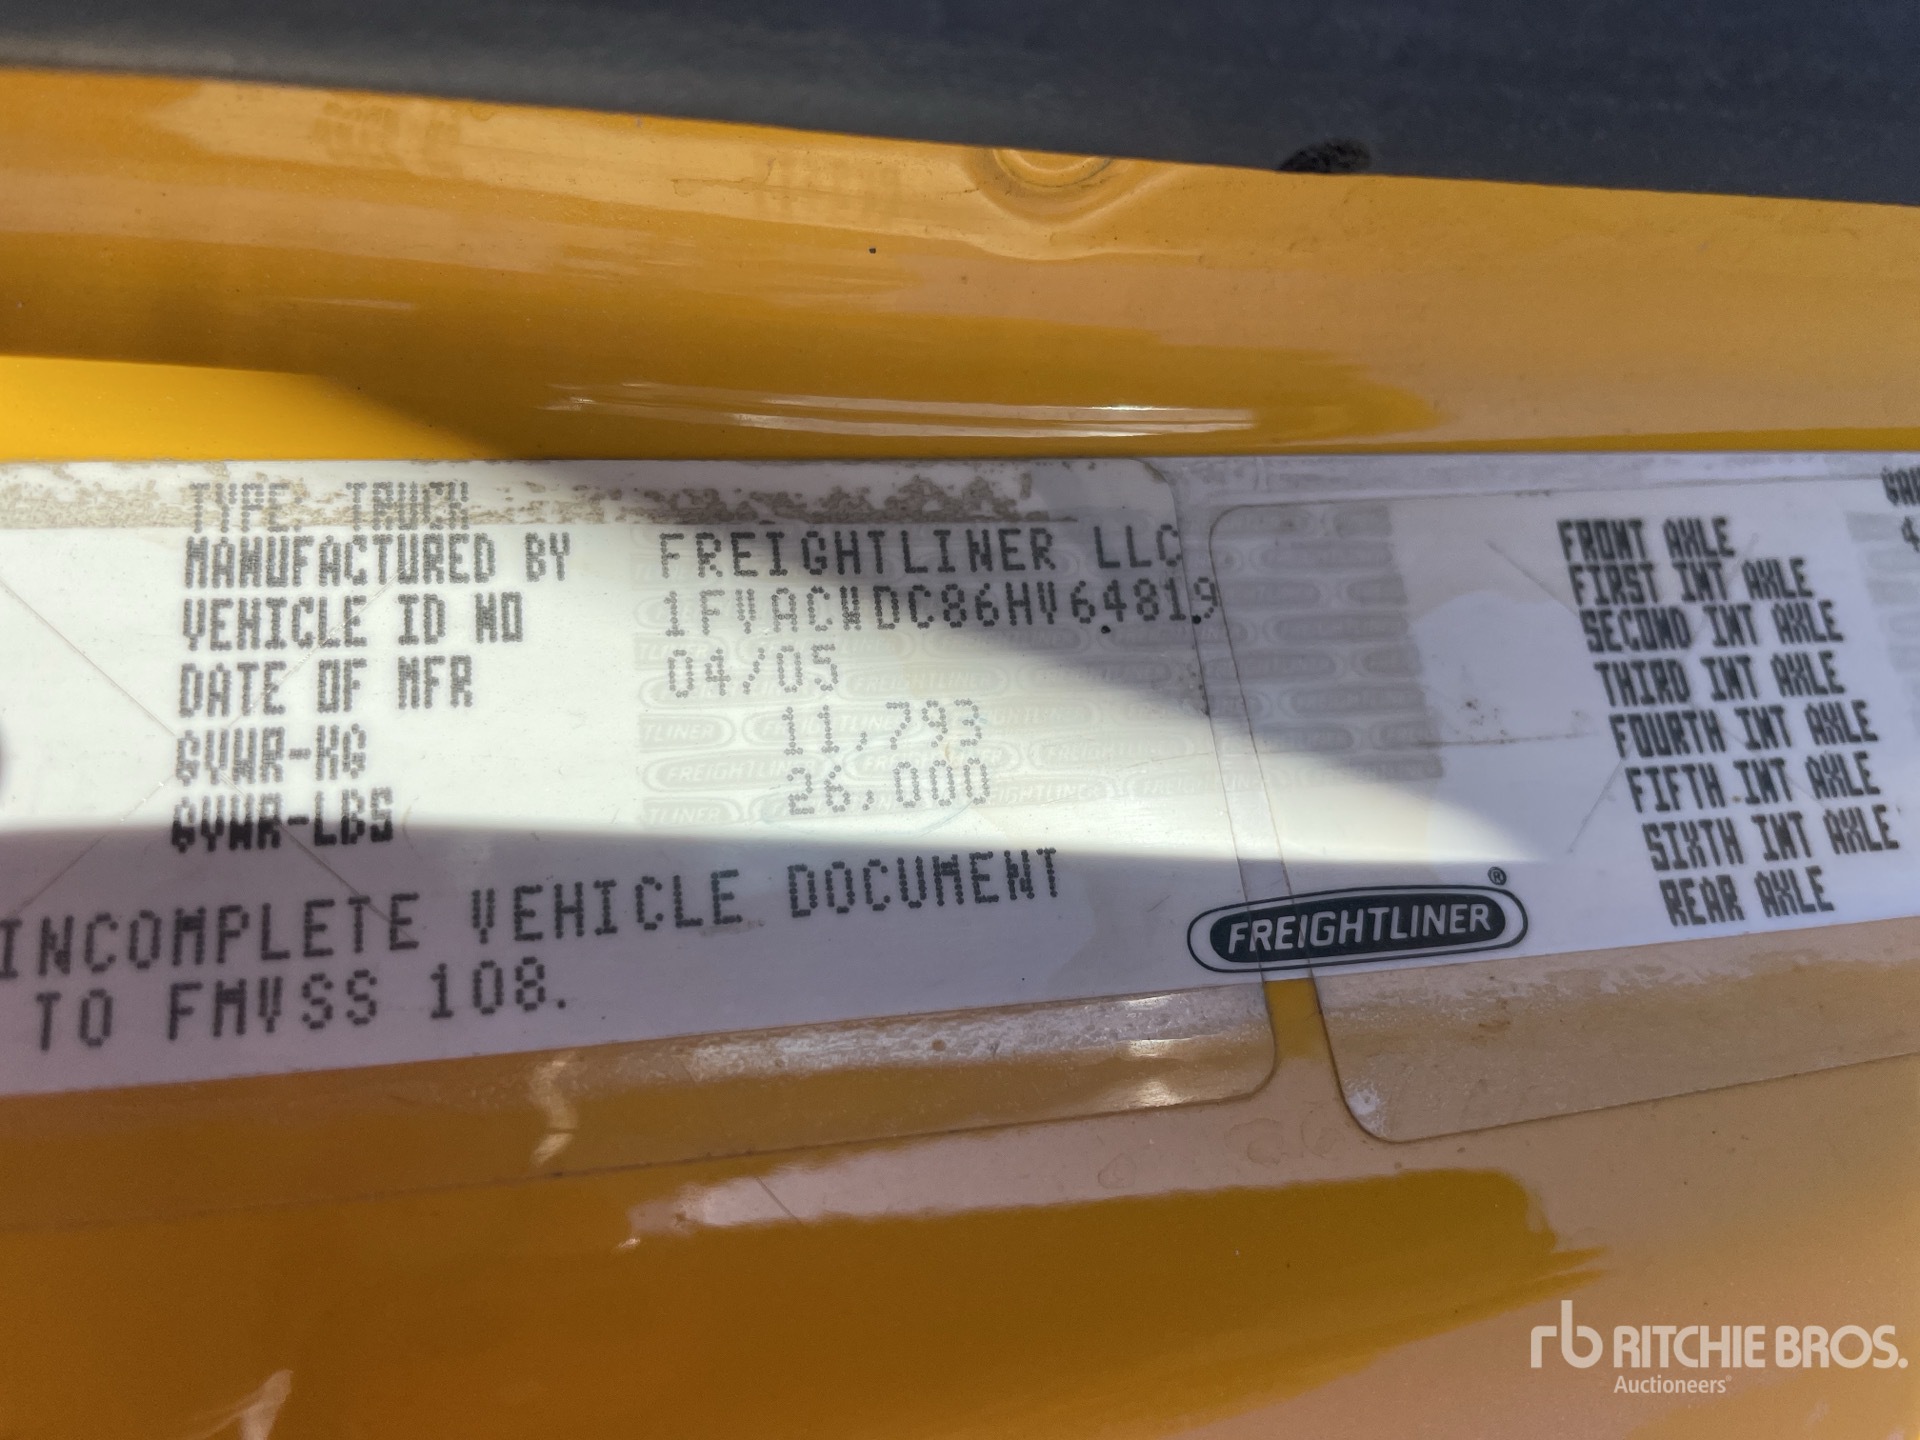 TYPE: TRUCK
MANUFACTURED BY FREIGHTLINER LLC
VEHICLE ID NO 1FVACWDC86HV64819
DATE OF MFR 04/05
GVWR-KG 11,793
GVWR-LBS 26,000
INCOMPLETE VEHICLE DOCUMENT
TO FMVSS 108.
FREIGHTLINER®
FRONT AXLE
FIRST INT AXLE
SECOND INT AXLE
THIRD INT AXLE
FOURTH INT AXLE
FIFTH INT AXLE
SIXTH INT AXLE
REAR AXLE
rb RITCHIE BROS.
Auctioneers